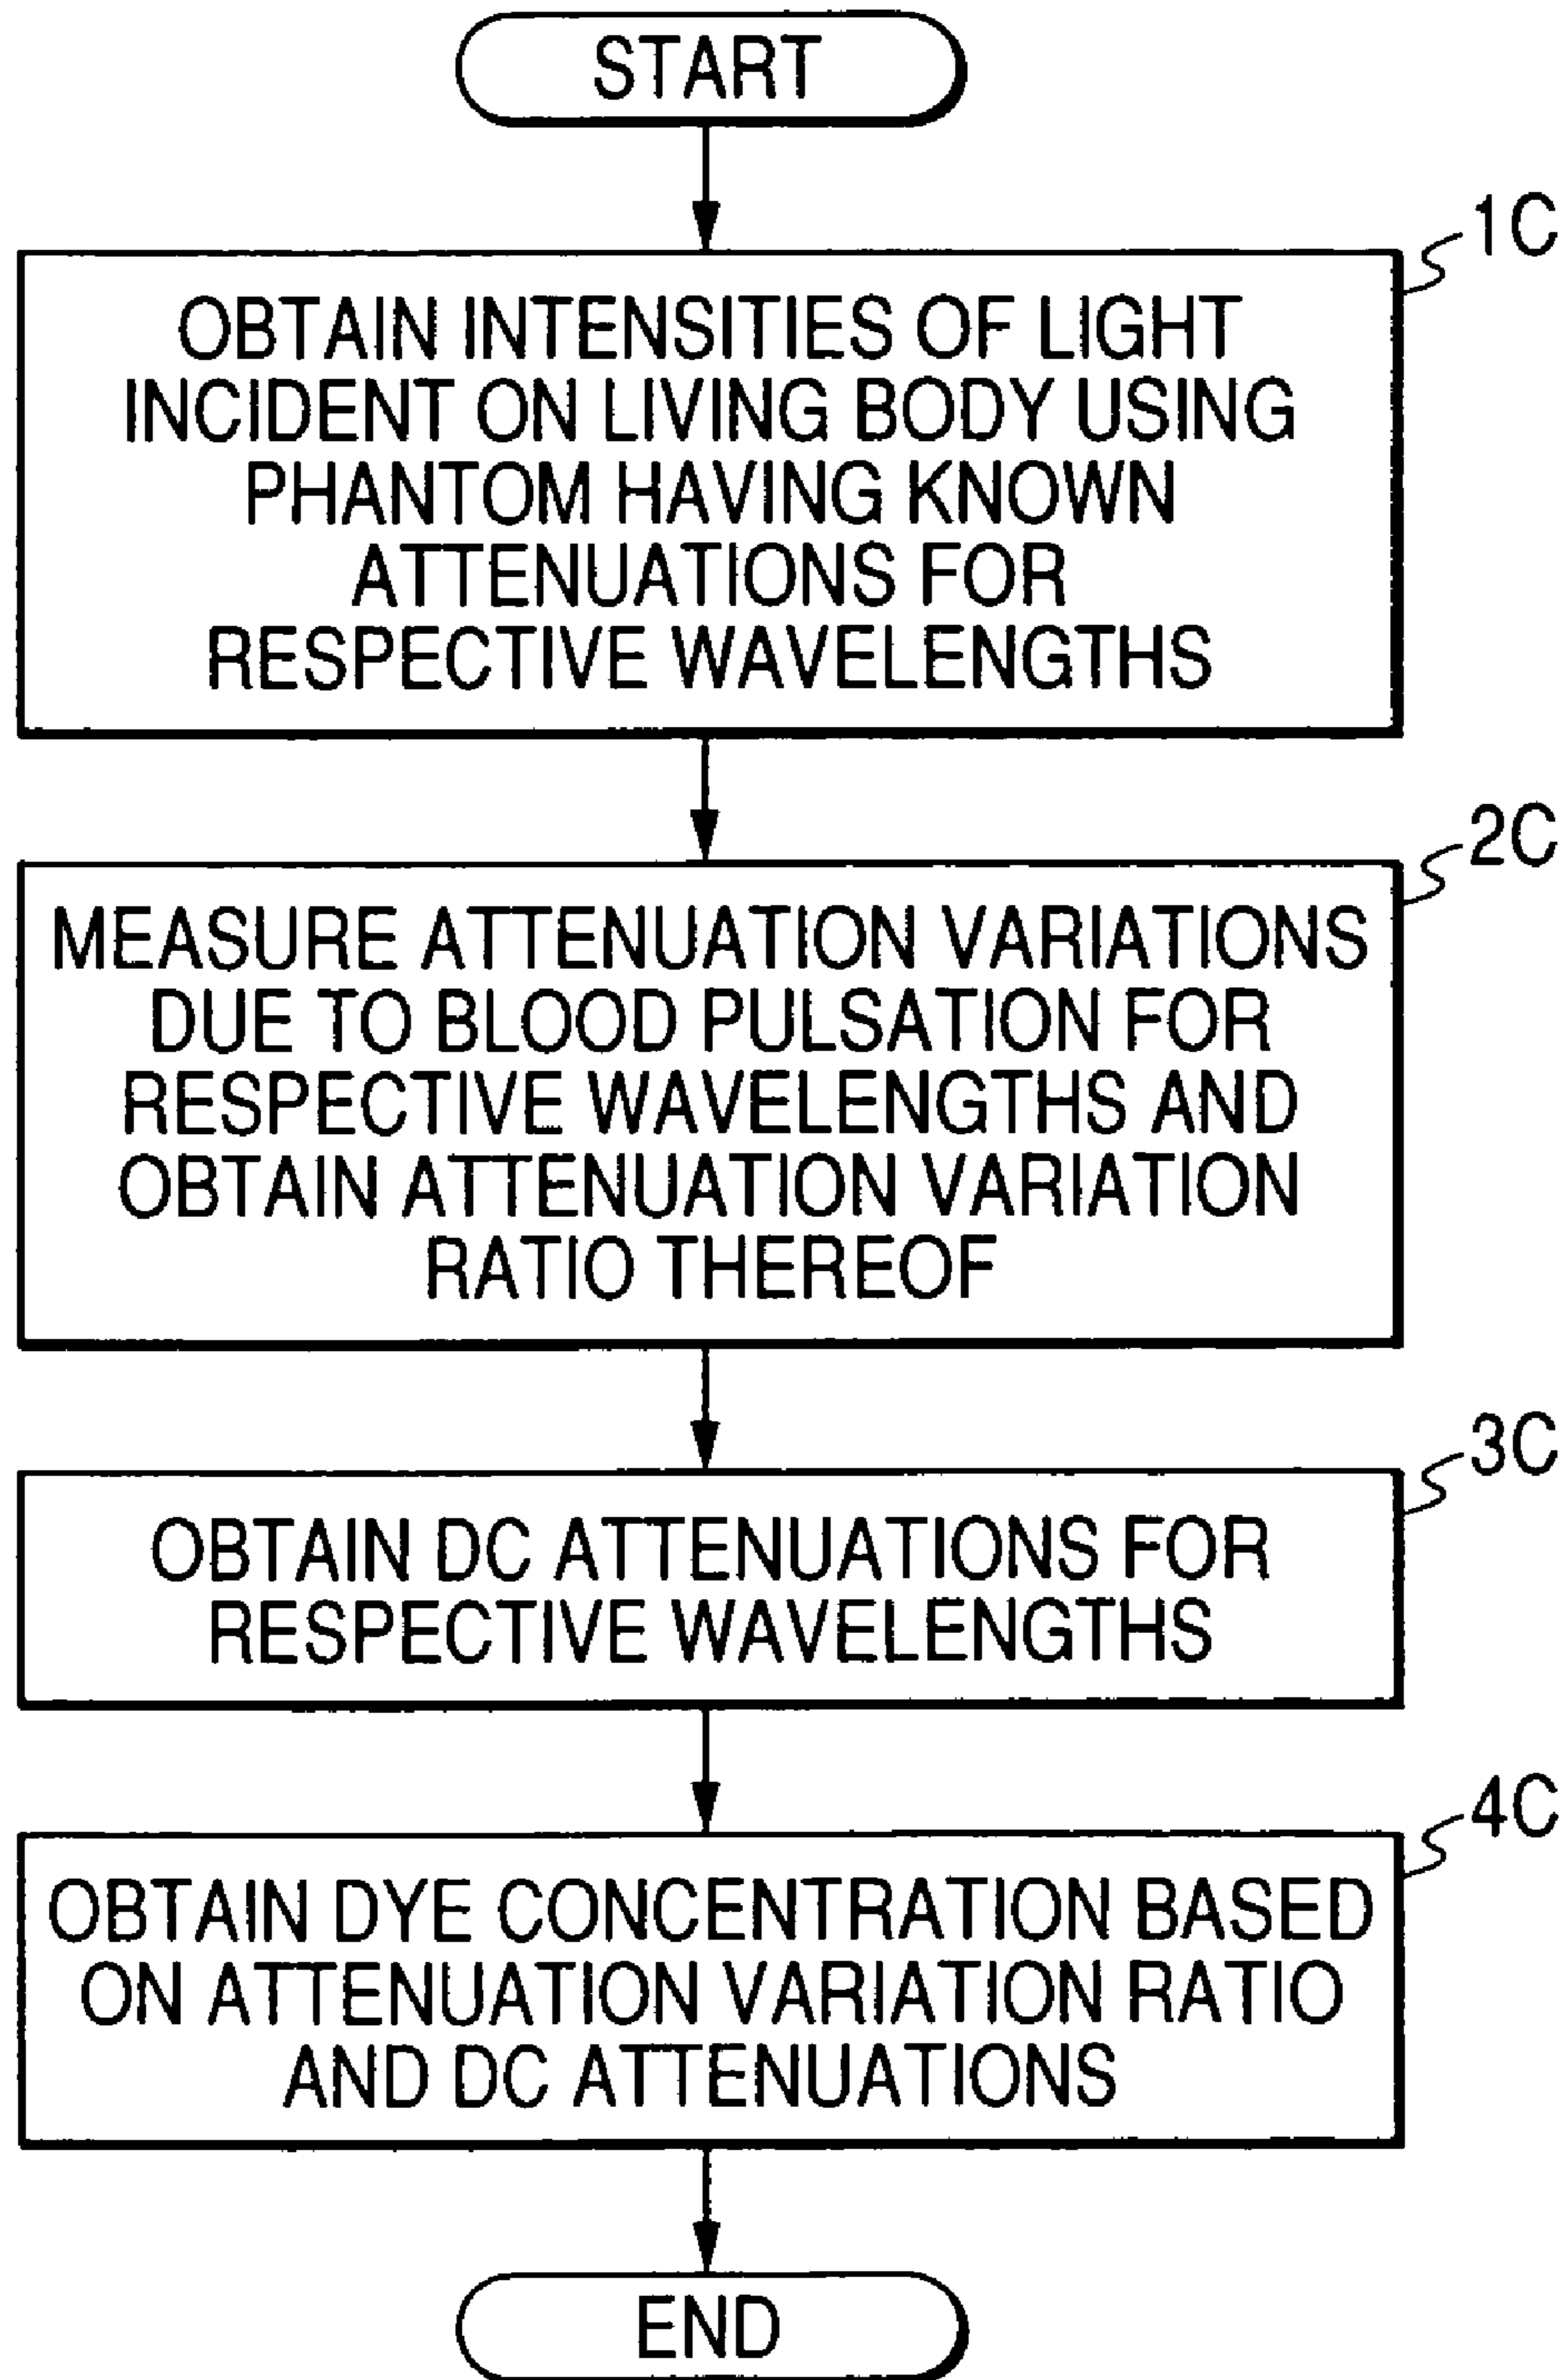 START
1C
OBTAIN INTENSITIES OF LIGHT
INCIDENT ON LIVING BODY USING
PHANTOM HAVING KNOWN
ATTENUATIONS FOR
RESPECTIVE WAVELENGTHS
2C
MEASURE ATTENUATION VARIATIONS
DUE TO BLOOD PULSATION FOR
RESPECTIVE WAVELENGTHS AND
OBTAIN ATTENUATION VARIATION
RATIO THEREOF
3C
OBTAIN DC ATTENUATIONS FOR
RESPECTIVE WAVELENGTHS
4C
OBTAIN DYE CONCENTRATION BASED
ON ATTENUATION VARIATION RATIO
AND DC ATTENUATIONS
END